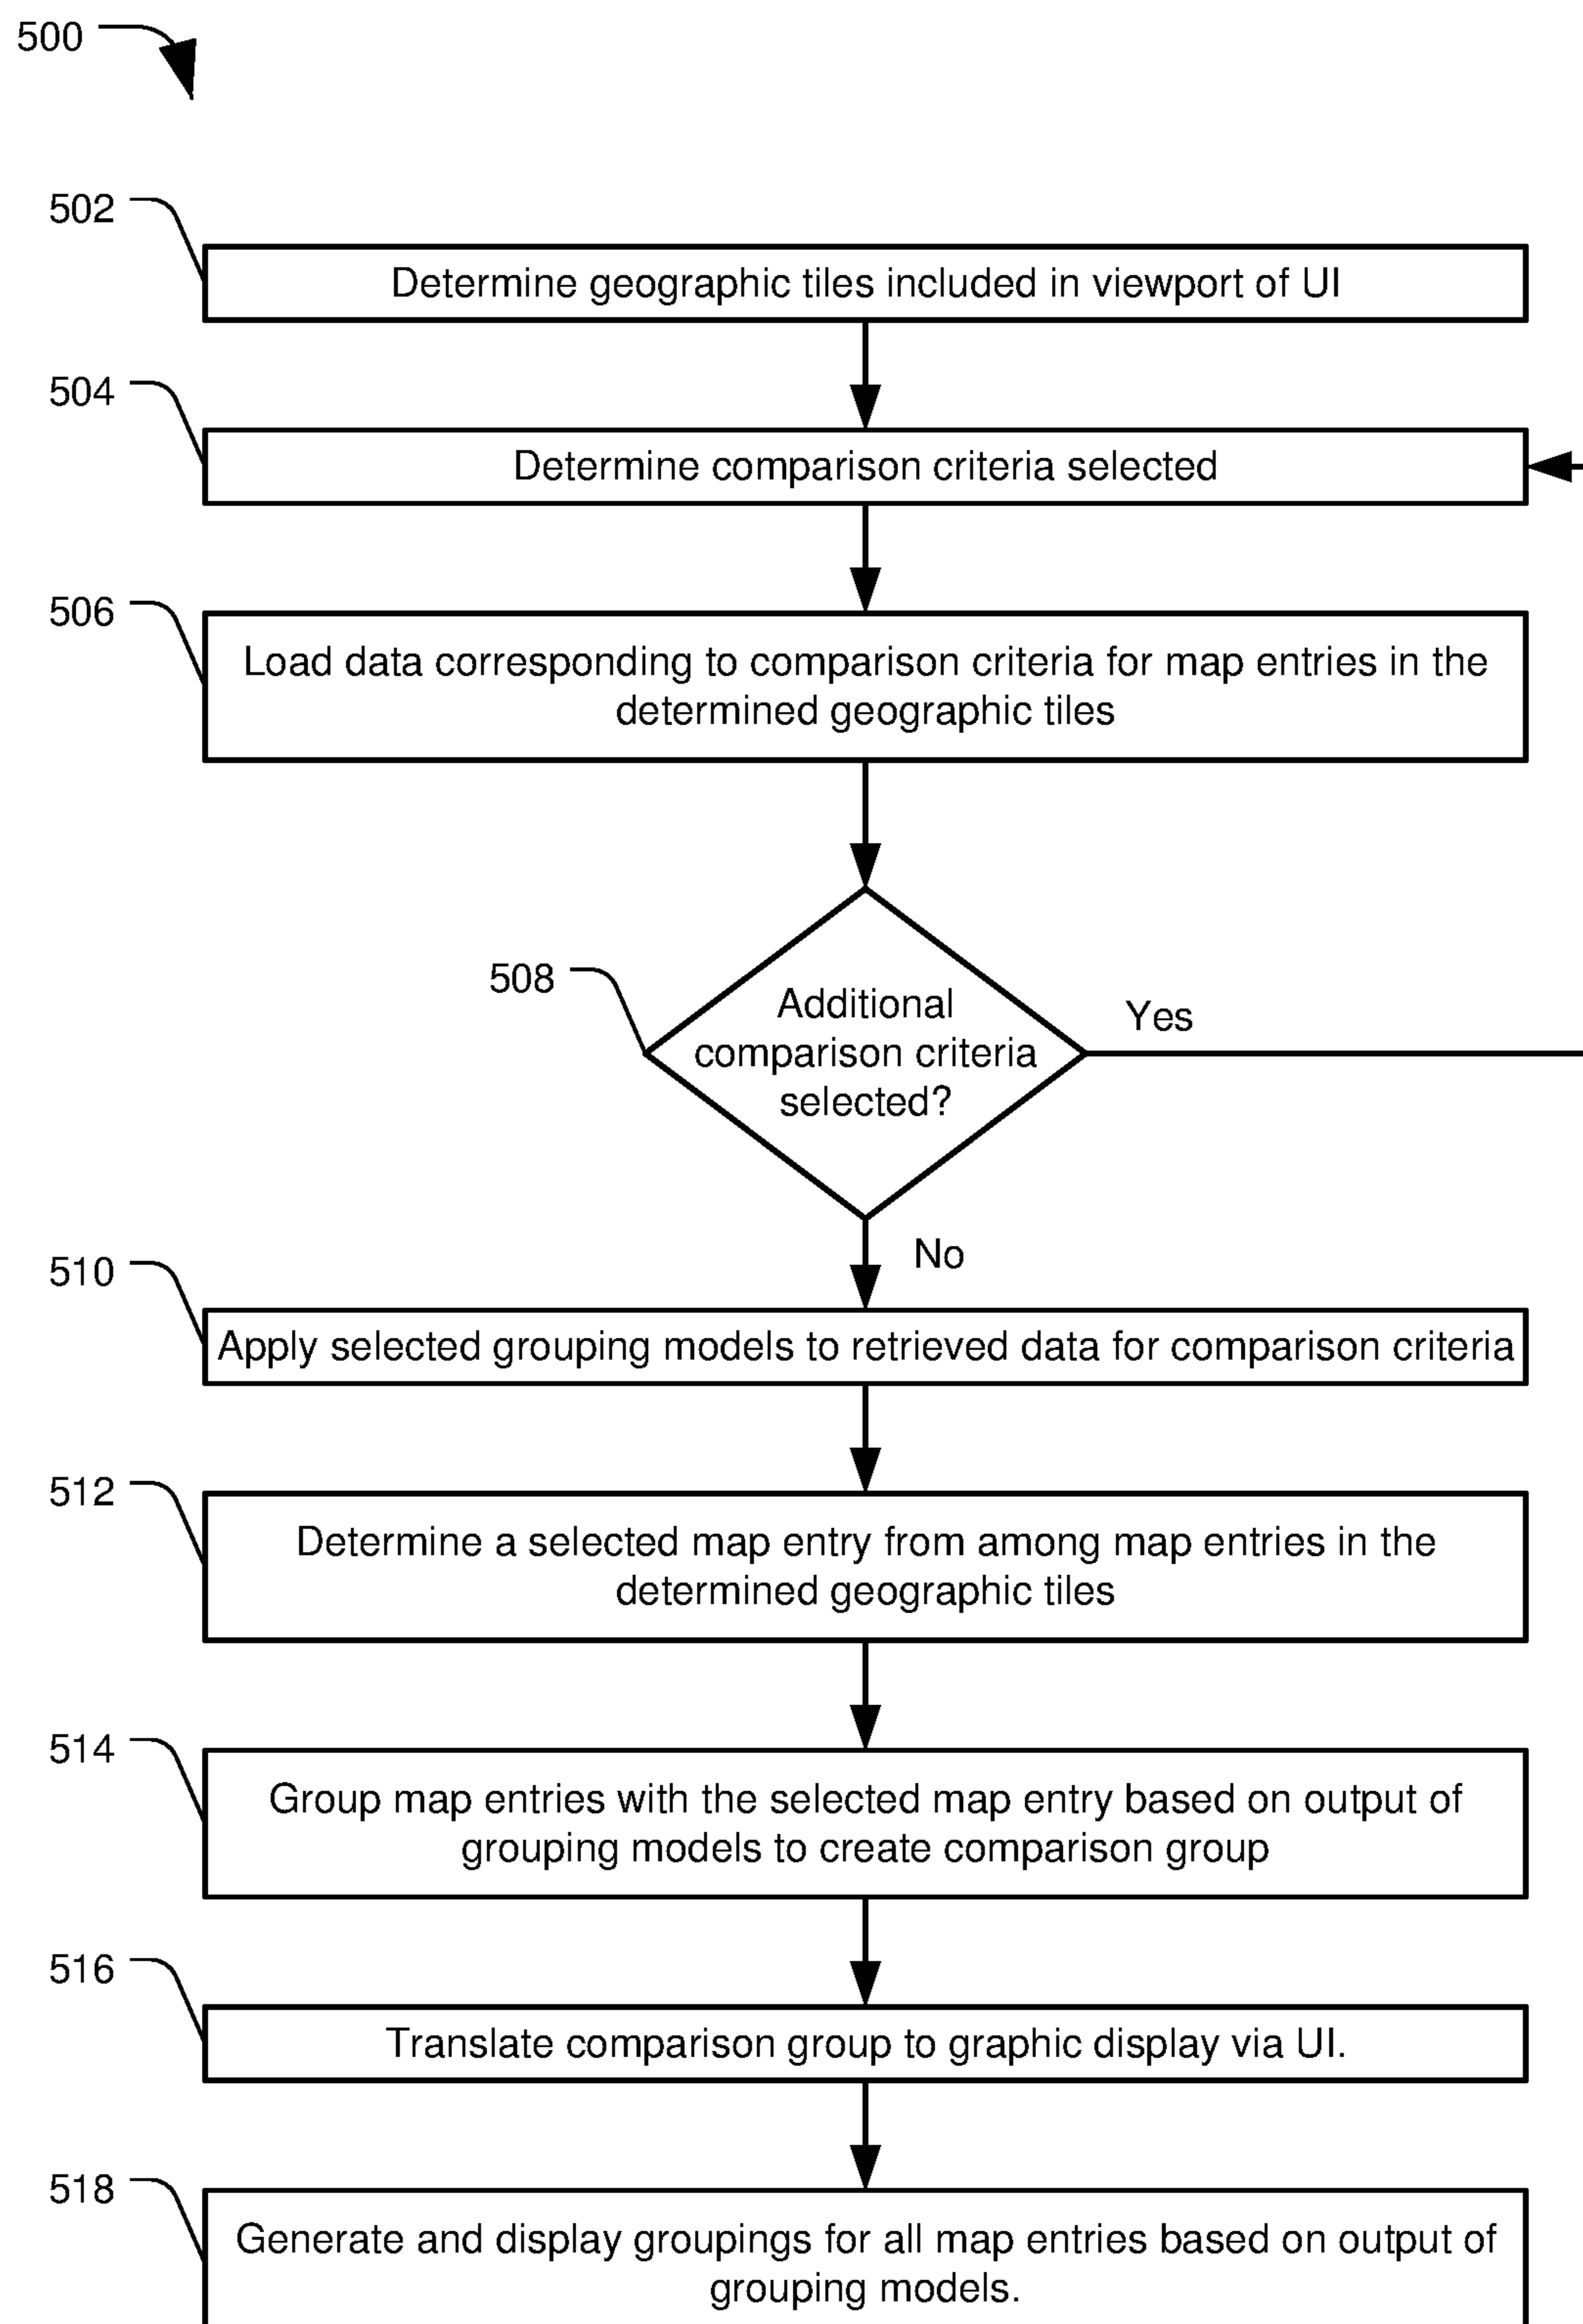 500
502
Determine geographic tiles included in viewport of UI
504
Determine comparison criteria selected
506
Load data corresponding to comparison criteria for map entries in the
determined geographic tiles
508
Additional
comparison criteria
selected?
Yes
No
510
Apply selected grouping models to retrieved data for comparison criteria
512
Determine a selected map entry from among map entries in the
determined geographic tiles
514
Group map entries with the selected map entry based on output of
grouping models to create comparison group
516
Translate comparison group to graphic display via UI.
518
Generate and display groupings for all map entries based on output of
grouping models.